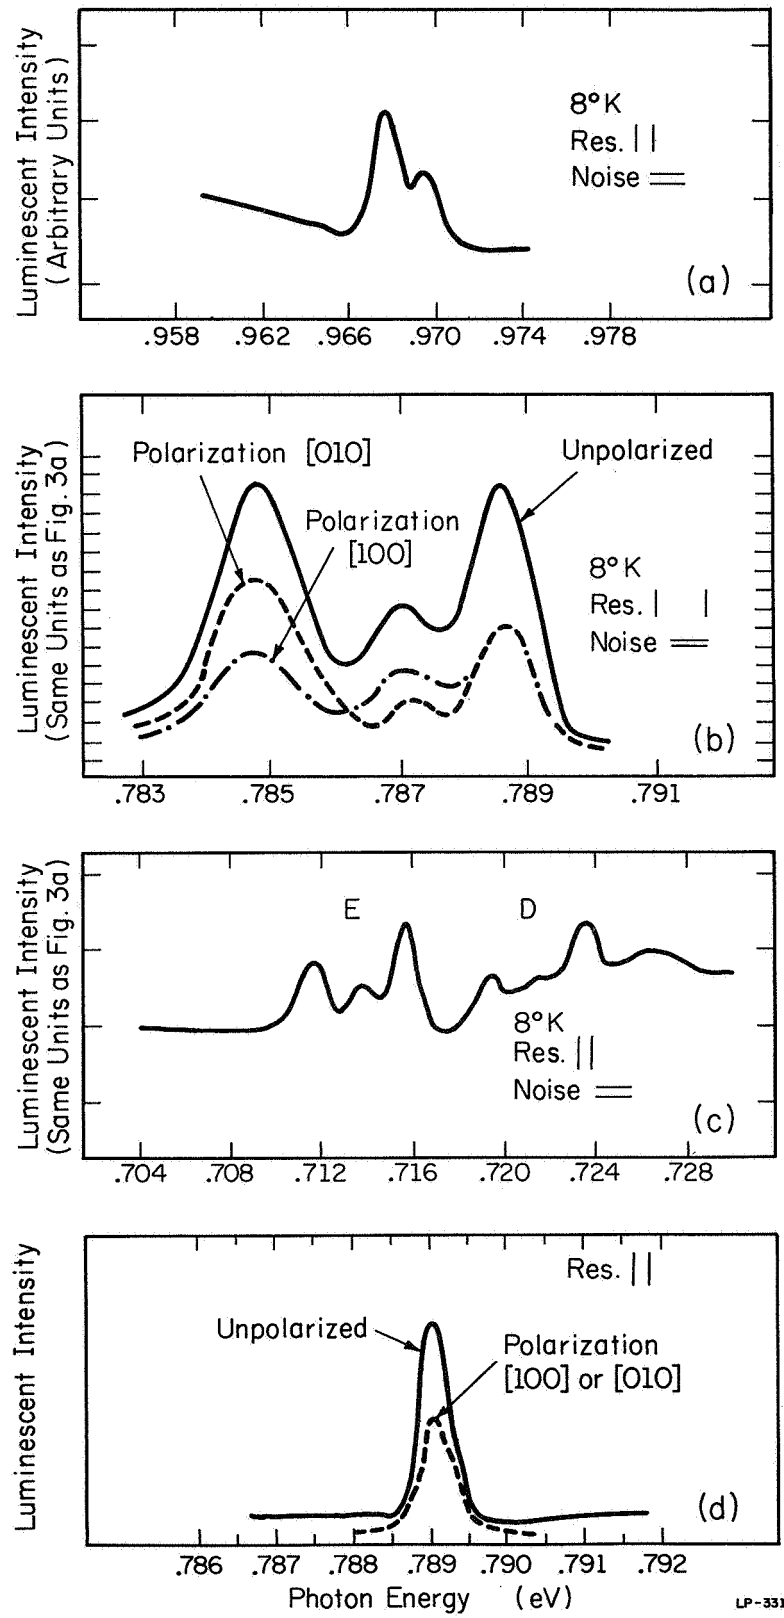 Luminescent Intensity
(Arbitrary Units)
8°K
Res. ||
Noise =
(a)
.958 .962 .966 .970 .974 .978
Luminescent Intensity
(Same Units as Fig. 3a)
Polarization [010]
Unpolarized
Polarization
[100]
8°K
Res. | |
Noise =
(b)
.783 .785 .787 .789 .791
Luminescent Intensity
(Same Units as Fig. 3a)
E D
8°K
Res. ||
Noise =
(c)
.704 .708 .712 .716 .720 .724 .728
Luminescent Intensity
Res. ||
Unpolarized
Polarization
[100] or [010]
(d)
.786 .787 .788 .789 .790 .791 .792
Photon Energy (eV)